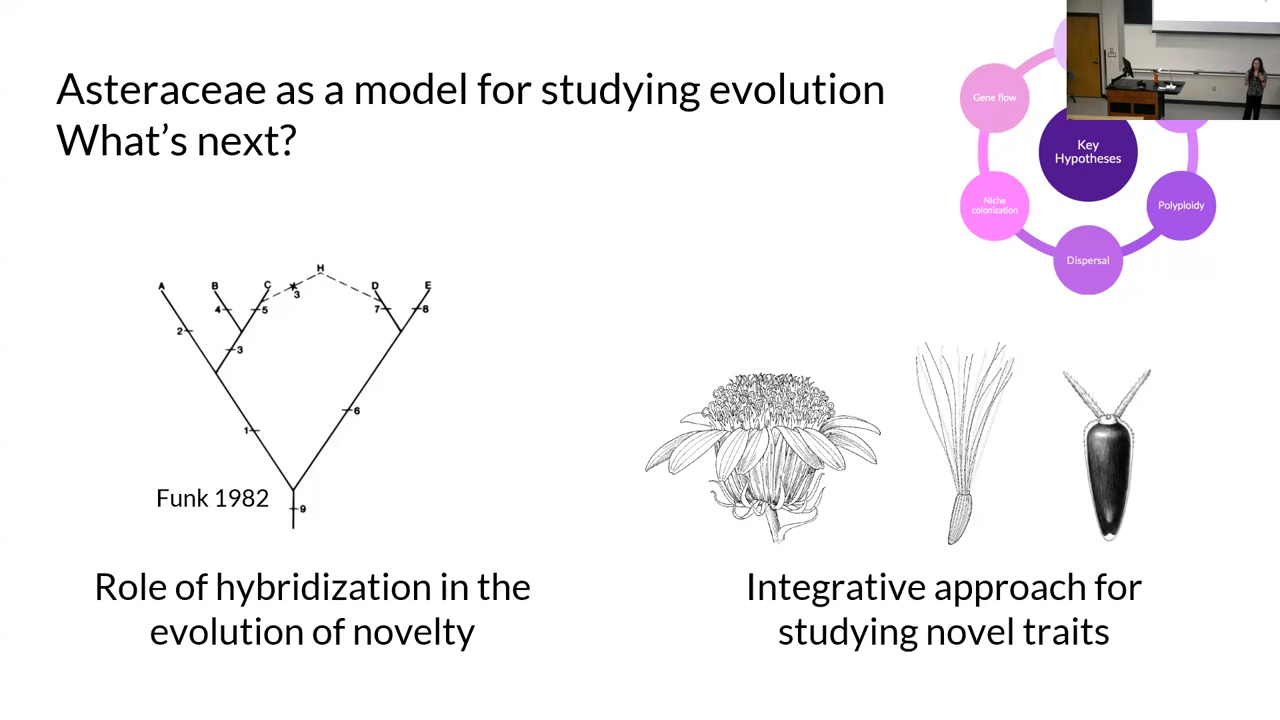 Asteraceae as a model for studying evolution
What's next?
Gene flow
Key
Hypotheses
Niche
colonization
Polyploidy
Dispersal
H
A
B
C
D
E
3
4
5
7
8
2
3
6
1
9
Funk 1982
Role of hybridization in the
evolution of novelty
Integrative approach for
studying novel traits